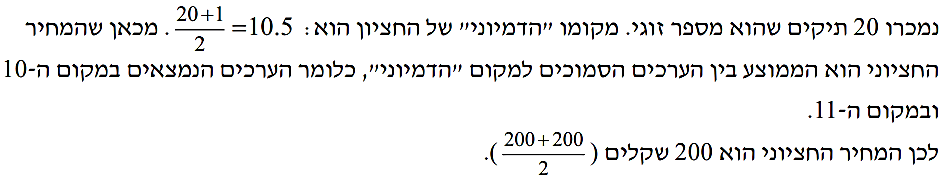 נמכרו 20 תיקים שהוא מספר זוגי. מקומו "הדמיוני" של החציון הוא: $\frac{20+1}{2}=10.5$. מכאן שהמחיר
החציוני הוא הממוצע בין הערכים הסמוכים למקום "הדמיוני", כלומר הערכים הנמצאים במקום ה-10
ובמקום ה-11.
לכן המחיר החציוני הוא 200 שקלים ($\frac{200+200}{2}$).